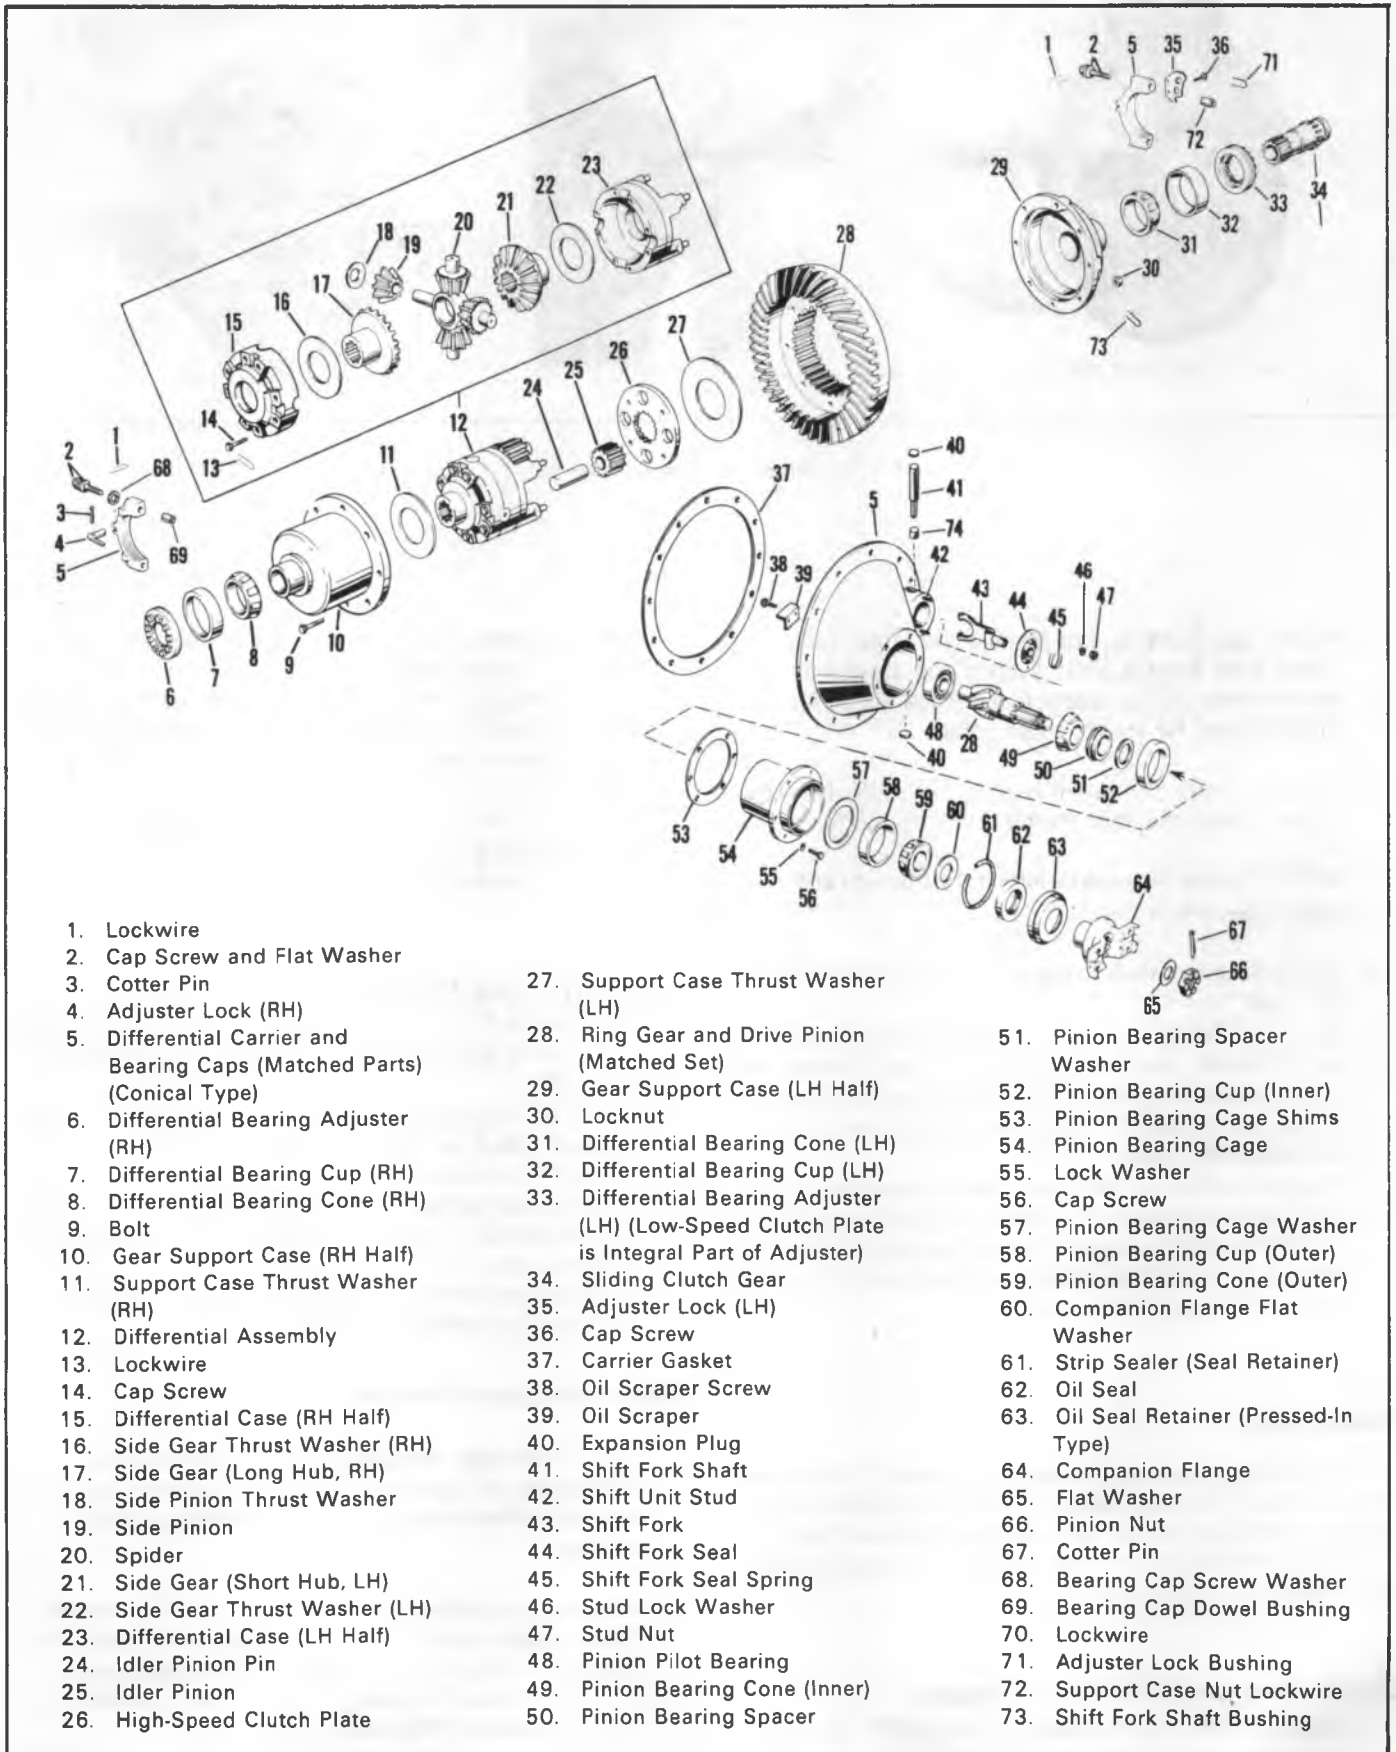 1 2 5 35 36 71
72
29 34
33
32
31
30
73
23
22
21
20
18 19
17
16
15
28
27
26
25
24
14
13
12
11
1
2
68
3
4
5
69
10
9
8
7
6
40
41
37
5
74
42
38 39
43 44 45
46
47
48
28
49
50
51
52
40
53
54
55
56
57
58
59
60
61
62
63
64
67
66
65
1. Lockwire
2. Cap Screw and Flat Washer
3. Cotter Pin
4. Adjuster Lock (RH)
5. Differential Carrier and
Bearing Caps (Matched Parts)
(Conical Type)
6. Differential Bearing Adjuster
(RH)
7. Differential Bearing Cup (RH)
8. Differential Bearing Cone (RH)
9. Bolt
10. Gear Support Case (RH Half)
11. Support Case Thrust Washer
(RH)
12. Differential Assembly
13. Lockwire
14. Cap Screw
15. Differential Case (RH Half)
16. Side Gear Thrust Washer (RH)
17. Side Gear (Long Hub, RH)
18. Side Pinion Thrust Washer
19. Side Pinion
20. Spider
21. Side Gear (Short Hub, LH)
22. Side Gear Thrust Washer (LH)
23. Differential Case (LH Half)
24. Idler Pinion Pin
25. Idler Pinion
26. High-Speed Clutch Plate
27. Support Case Thrust Washer
(LH)
28. Ring Gear and Drive Pinion
(Matched Set)
29. Gear Support Case (LH Half)
30. Locknut
31. Differential Bearing Cone (LH)
32. Differential Bearing Cup (LH)
33. Differential Bearing Adjuster
(LH) (Low-Speed Clutch Plate
is Integral Part of Adjuster)
34. Sliding Clutch Gear
35. Adjuster Lock (LH)
36. Cap Screw
37. Carrier Gasket
38. Oil Scraper Screw
39. Oil Scraper
40. Expansion Plug
41. Shift Fork Shaft
42. Shift Unit Stud
43. Shift Fork
44. Shift Fork Seal
45. Shift Fork Seal Spring
46. Stud Lock Washer
47. Stud Nut
48. Pinion Pilot Bearing
49. Pinion Bearing Cone (Inner)
50. Pinion Bearing Spacer
51. Pinion Bearing Spacer
Washer
52. Pinion Bearing Cup (Inner)
53. Pinion Bearing Cage Shims
54. Pinion Bearing Cage
55. Lock Washer
56. Cap Screw
57. Pinion Bearing Cage Washer
58. Pinion Bearing Cup (Outer)
59. Pinion Bearing Cone (Outer)
60. Companion Flange Flat
Washer
61. Strip Sealer (Seal Retainer)
62. Oil Seal
63. Oil Seal Retainer (Pressed-In
Type)
64. Companion Flange
65. Flat Washer
66. Pinion Nut
67. Cotter Pin
68. Bearing Cap Screw Washer
69. Bearing Cap Dowel Bushing
70. Lockwire
71. Adjuster Lock Bushing
72. Support Case Nut Lockwire
73. Shift Fork Shaft Bushing